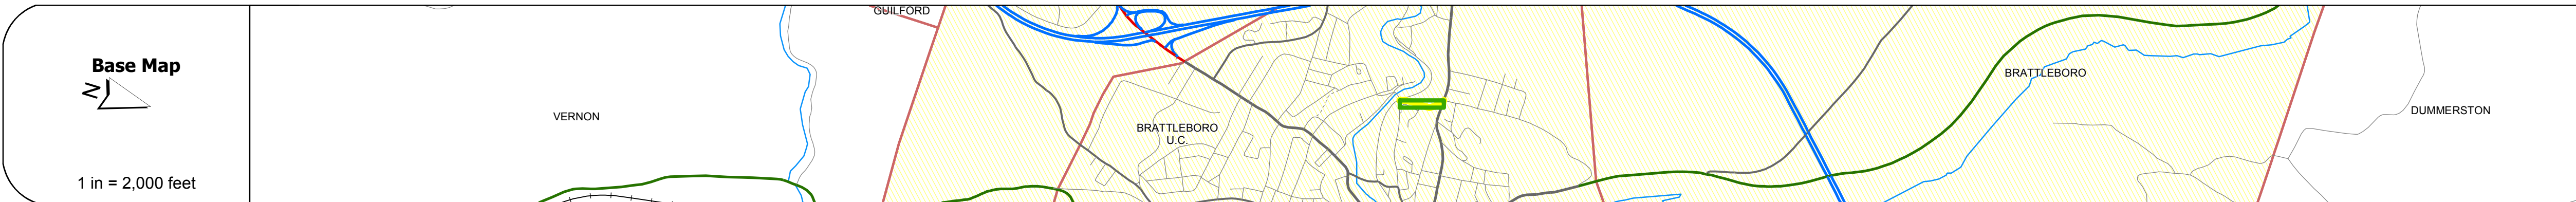 Base Map
N
1 in = 2,000 feet
VERNON
GUILFORD
BRATTLEBORO
U.C.
BRATTLEBORO
DUMMERSTON